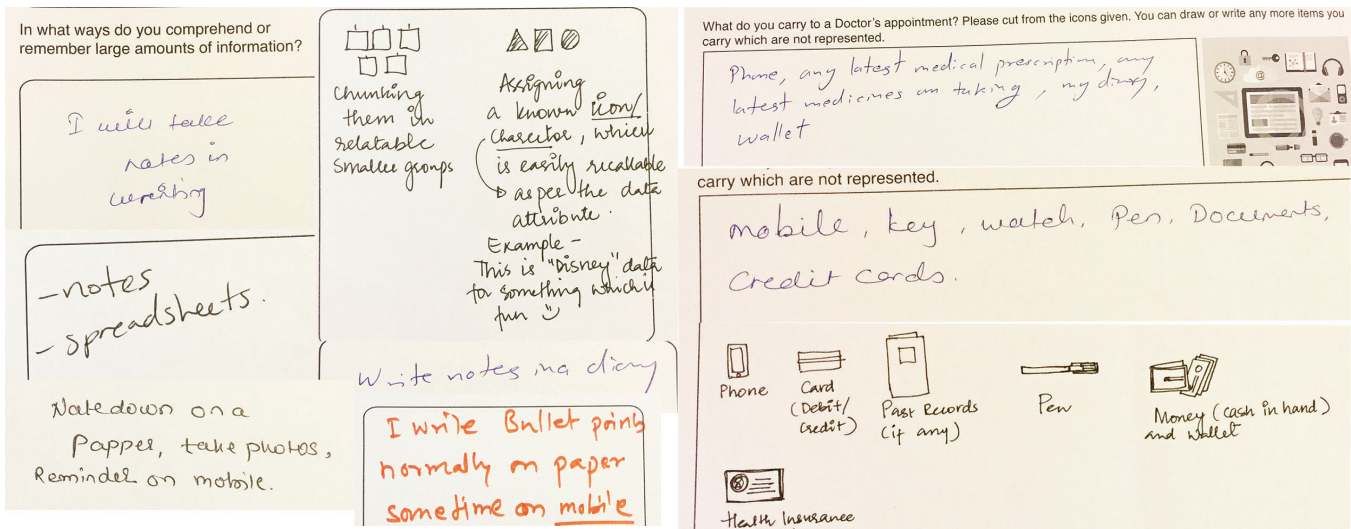 In what ways do you comprehend or
remember large amounts of information?
I will take
notes in
wereting
- notes
- spreadsheets.
Natedown on a
Papper, take photos,
Reminder on mobile.
Chunking
them in
relatable
Smaller groups
Assigning
a known icon/
Charector, which
is easily recallable
as per the data
attribute.
Example -
This is "Disney" data
for something which is
fun
Write notes in a diary
I write Bullet points
normally on paper
sometime on mobile
What do you carry to a Doctor's appointment? Please cut from the icons given. You can draw or write any more items you
carry which are not represented.
Phone, any latest medical prescription, any
latest medicines am taking, my diary,
wallet
carry which are not represented.
mobile, key, watch, Pen, Documents,
Credit Cards.
Phone
Card
(Debit/
Credit)
Past Records
(if any)
Pen
Money (cash in hand)
and wallet
Health Insurance